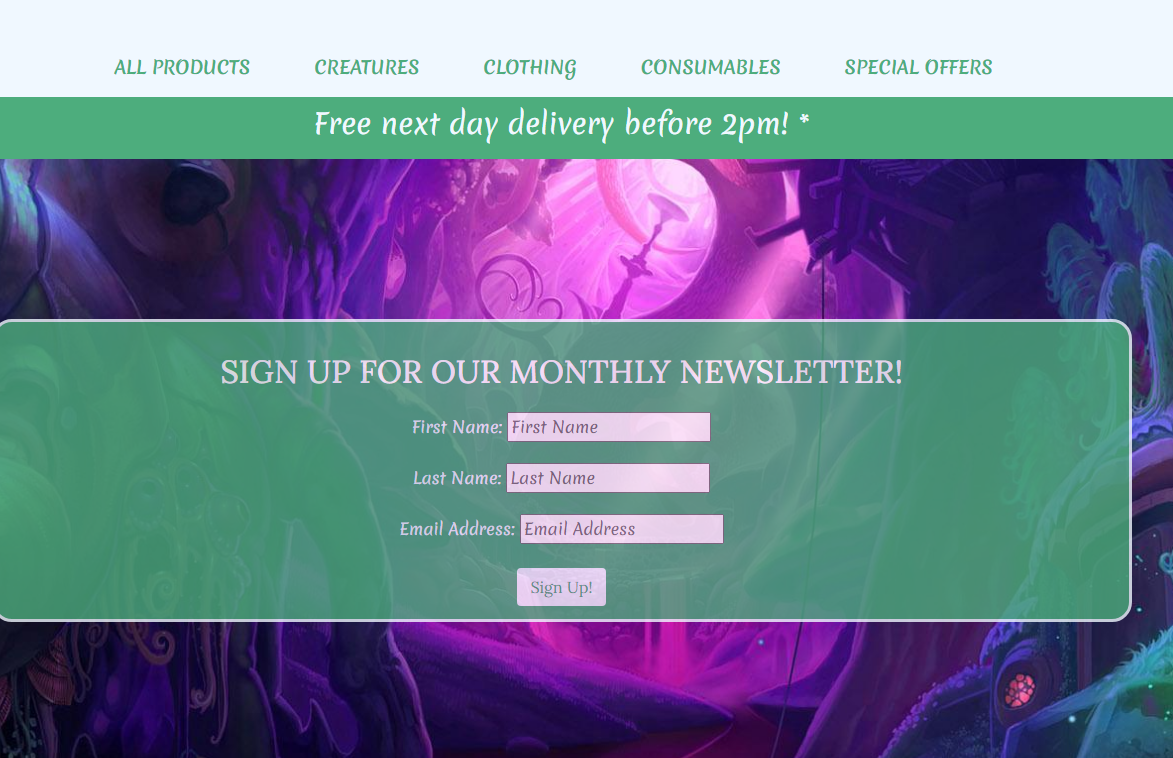 ALL PRODUCTS CREATURES CLOTHING CONSUMABLES SPECIAL OFFERS
Free next day delivery before 2pm! *
SIGN UP FOR OUR MONTHLY NEWSLETTER!
First Name: First Name
Last Name: Last Name
Email Address: Email Address
Sign Up!